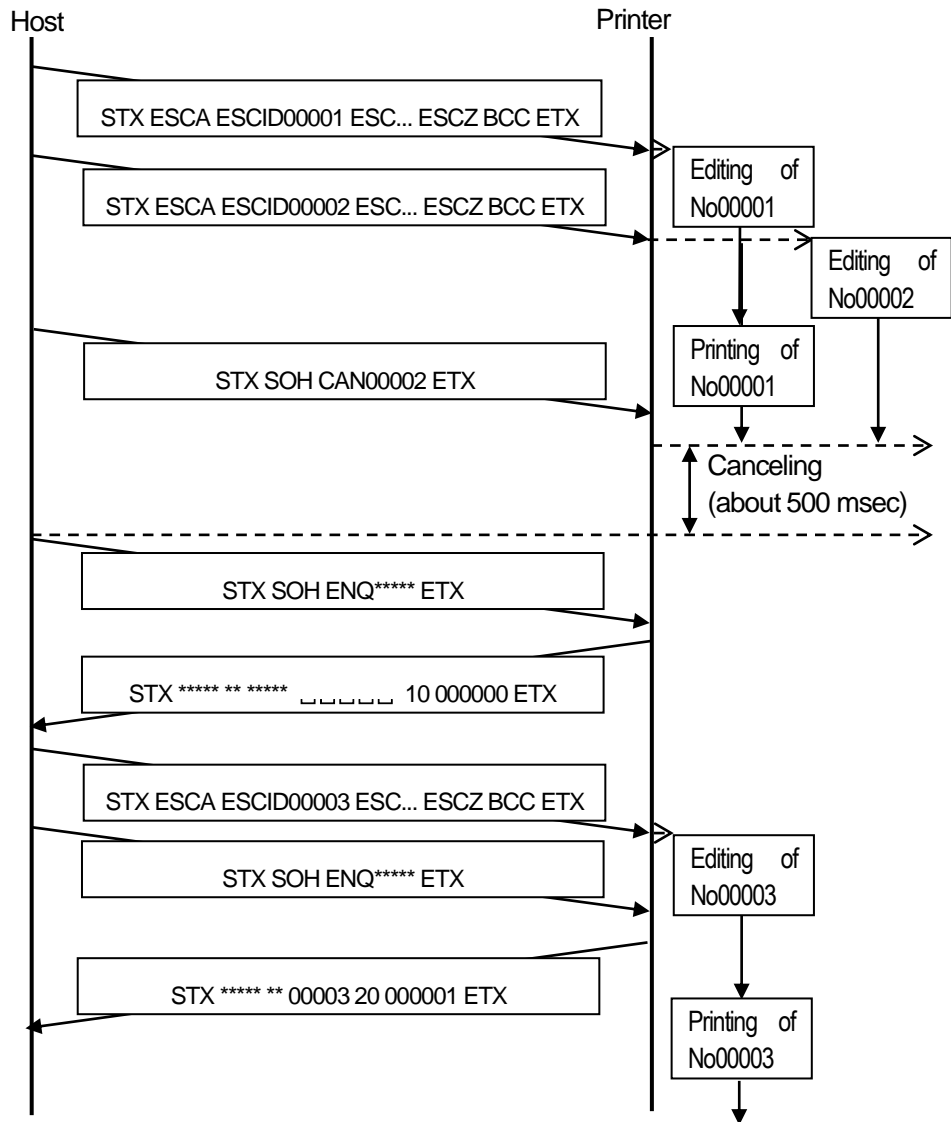 Host
Printer
STX ESCA ESCID00001 ESC... ESCZ BCC ETX
Editing of
No00001
STX ESCA ESCID00002 ESC... ESCZ BCC ETX
Editing of
No00002
Printing of
No00001
STX SOH CAN00002 ETX
Canceling
(about 500 msec)
STX SOH ENQ***** ETX
STX ***** ** ***** ␣␣␣␣␣ 10 000000 ETX
STX ESCA ESCID00003 ESC... ESCZ BCC ETX
Editing of
No00003
STX SOH ENQ***** ETX
STX ***** ** 00003 20 000001 ETX
Printing of
No00003